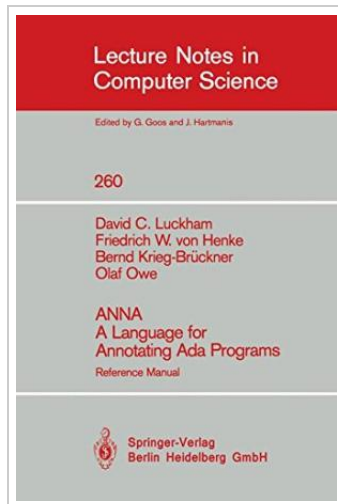 Lecture Notes in
Computer Science
Edited by G. Goos and J. Hartmanis
260
David C. Luckham
Friedrich W. von Henke
Bernd Krieg-Brückner
Olaf Owe
ANNA
A Language for
Annotating Ada Programs
Reference Manual
Springer-Verlag
Berlin Heidelberg GmbH